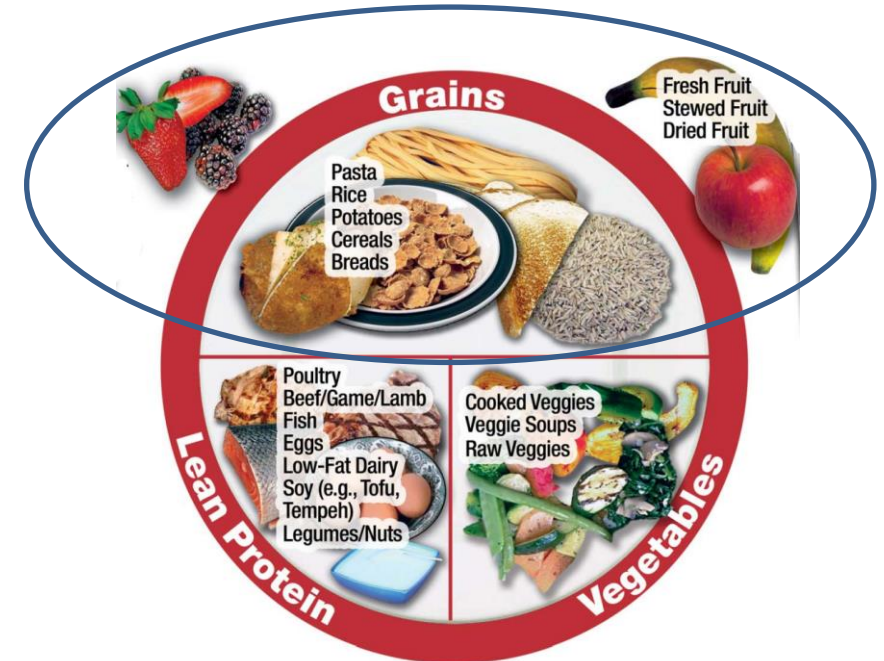 Grains
Fresh Fruit
Stewed Fruit
Dried Fruit
Pasta
Rice
Potatoes
Cereals
Breads
Poultry
Beef/Game/Lamb
Fish
Eggs
Low-Fat Dairy
Soy (e.g., Tofu,
Tempeh)
Legumes/Nuts
Cooked Veggies
Veggie Soups
Raw Veggies
Lean Protein
Vegetables